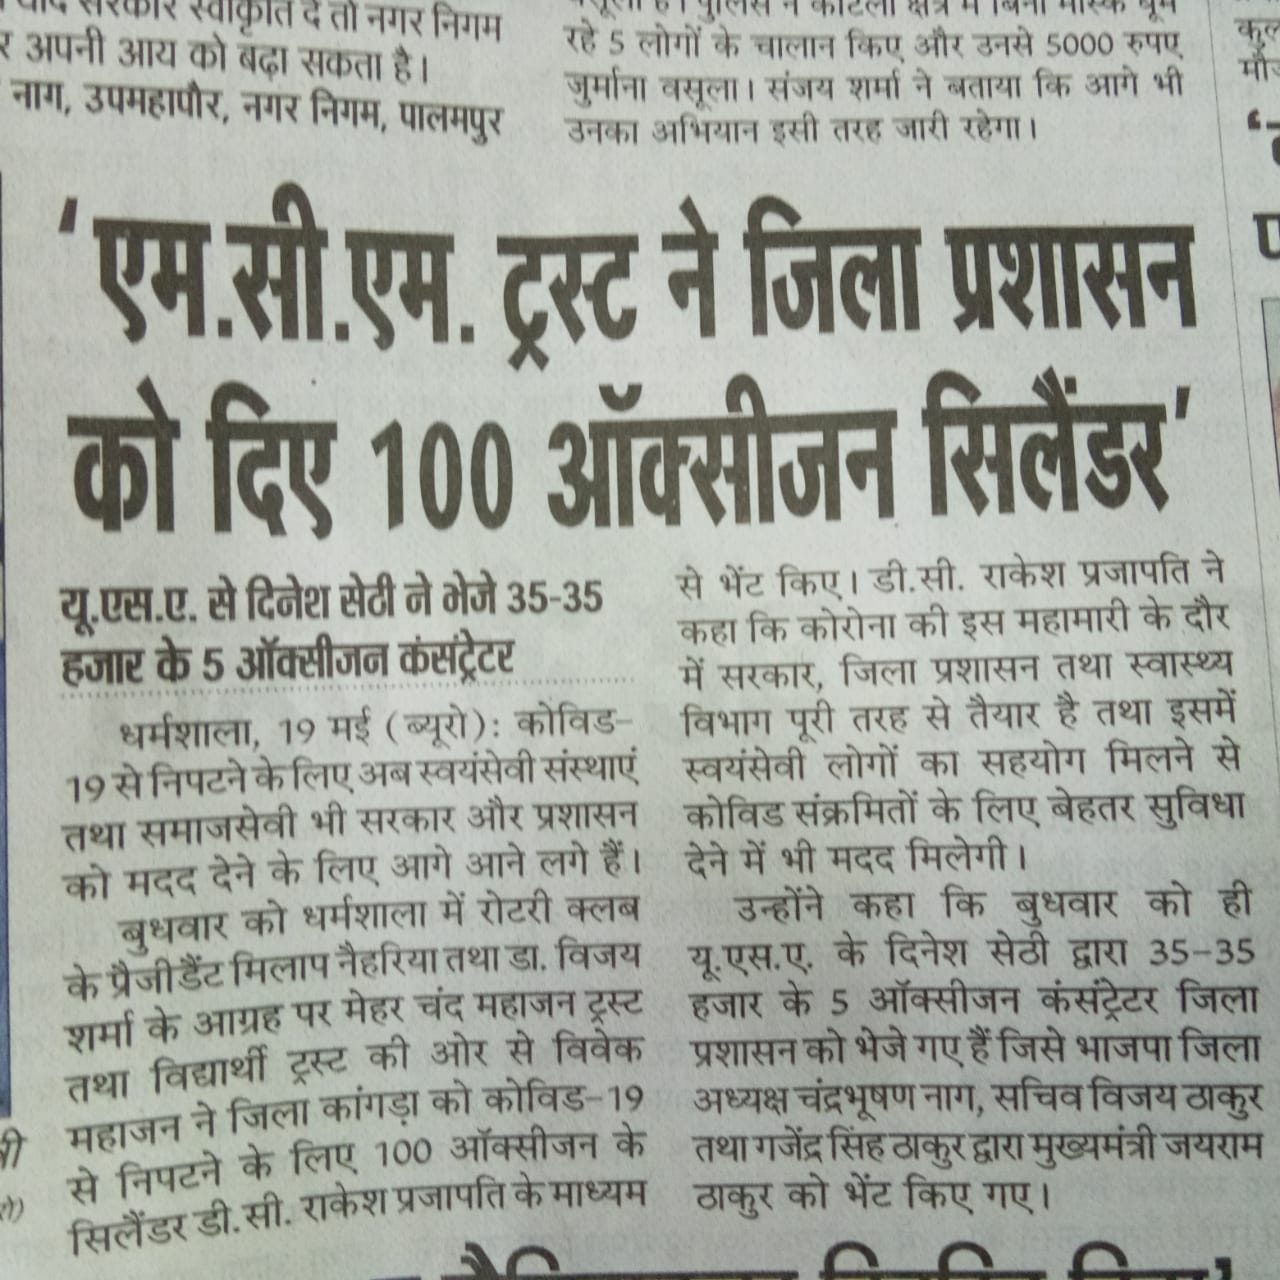 सरकार स्वीकृति दे तो नगर निगम
अपनी आय को बढ़ा सकता है।
नाग, उपमहापौर, नगर निगम, पालमपुर
पुलिस ने कोटला क्षेत्र में बिना मास्क घूम
रहे 5 लोगों के चालान किए और उनसे 5000 रुपए
जुर्माना वसूला। संजय शर्मा ने बताया कि आगे भी
उनका अभियान इसी तरह जारी रहेगा।
'एम.सी.एम. ट्रस्ट ने जिला प्रशासन
को दिए 100 ऑक्सीजन सिलैंडर'
यू.एस.ए. से दिनेश सेठी ने भेजे 35-35
हजार के 5 ऑक्सीजन कंसंट्रेटर
धर्मशाला, 19 मई (ब्यूरो): कोविड-
19 से निपटने के लिए अब स्वयंसेवी संस्थाएं
तथा समाजसेवी भी सरकार और प्रशासन
को मदद देने के लिए आगे आने लगे हैं।
बुधवार को धर्मशाला में रोटरी क्लब
के प्रैजीडैंट मिलाप नैहरिया तथा डा. विजय
शर्मा के आग्रह पर मेहर चंद महाजन ट्रस्ट
तथा विद्यार्थी ट्रस्ट की ओर से विवेक
महाजन ने जिला कांगड़ा को कोविड-19
से निपटने के लिए 100 ऑक्सीजन के
सिलैंडर डी.सी. राकेश प्रजापति के माध्यम
से भेंट किए। डी.सी. राकेश प्रजापति ने
कहा कि कोरोना की इस महामारी के दौर
में सरकार, जिला प्रशासन तथा स्वास्थ्य
विभाग पूरी तरह से तैयार है तथा इसमें
स्वयंसेवी लोगों का सहयोग मिलने से
कोविड संक्रमितों के लिए बेहतर सुविधा
देने में भी मदद मिलेगी।
उन्होंने कहा कि बुधवार को ही
यू.एस.ए. के दिनेश सेठी द्वारा 35-35
हजार के 5 ऑक्सीजन कंसंट्रेटर जिला
प्रशासन को भेजे गए हैं जिसे भाजपा जिला
अध्यक्ष चंद्रभूषण नाग, सचिव विजय ठाकुर
तथा गजेंद्र सिंह ठाकुर द्वारा मुख्यमंत्री जयराम
ठाकुर को भेंट किए गए।